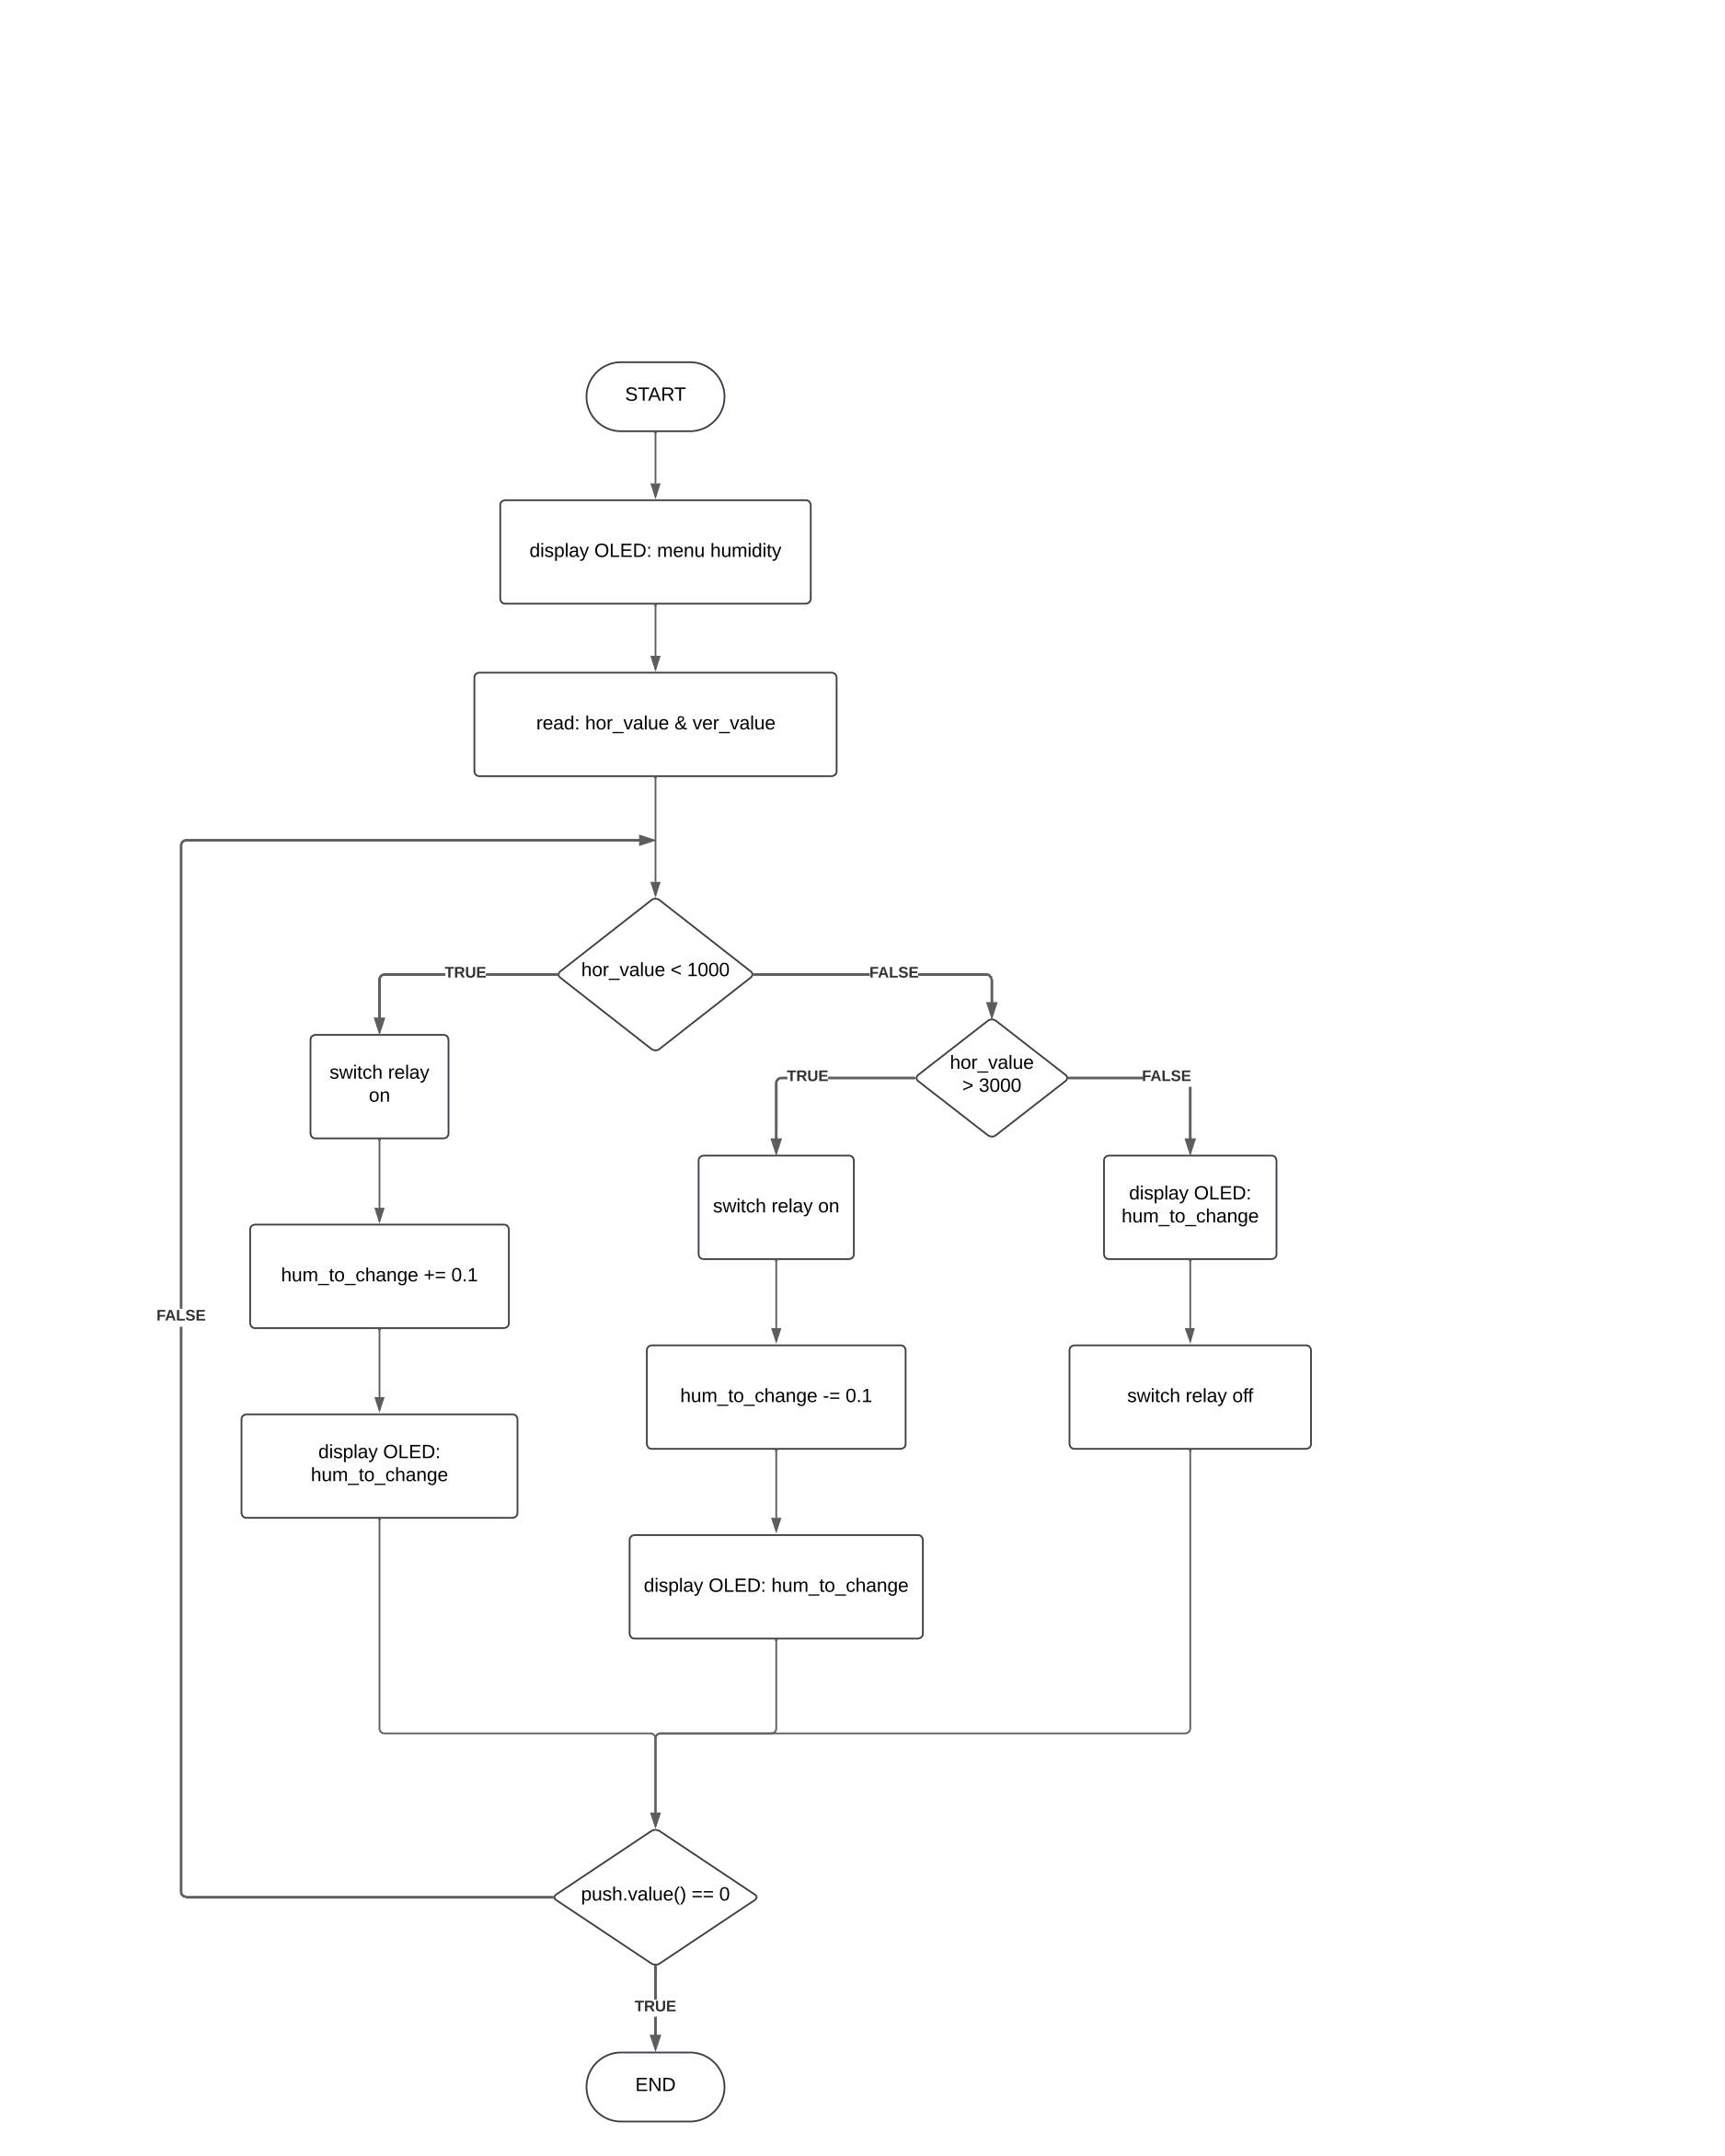 START
display OLED: menu humidity
read: hor_value & ver_value
hor_value < 1000
TRUE
FALSE
hor_value
> 3000
TRUE
FALSE
switch relay
on
switch relay on
display OLED:
hum_to_change
hum_to_change += 0.1
FALSE
hum_to_change -= 0.1
switch relay off
display OLED:
hum_to_change
display OLED: hum_to_change
push.value() == 0
TRUE
END